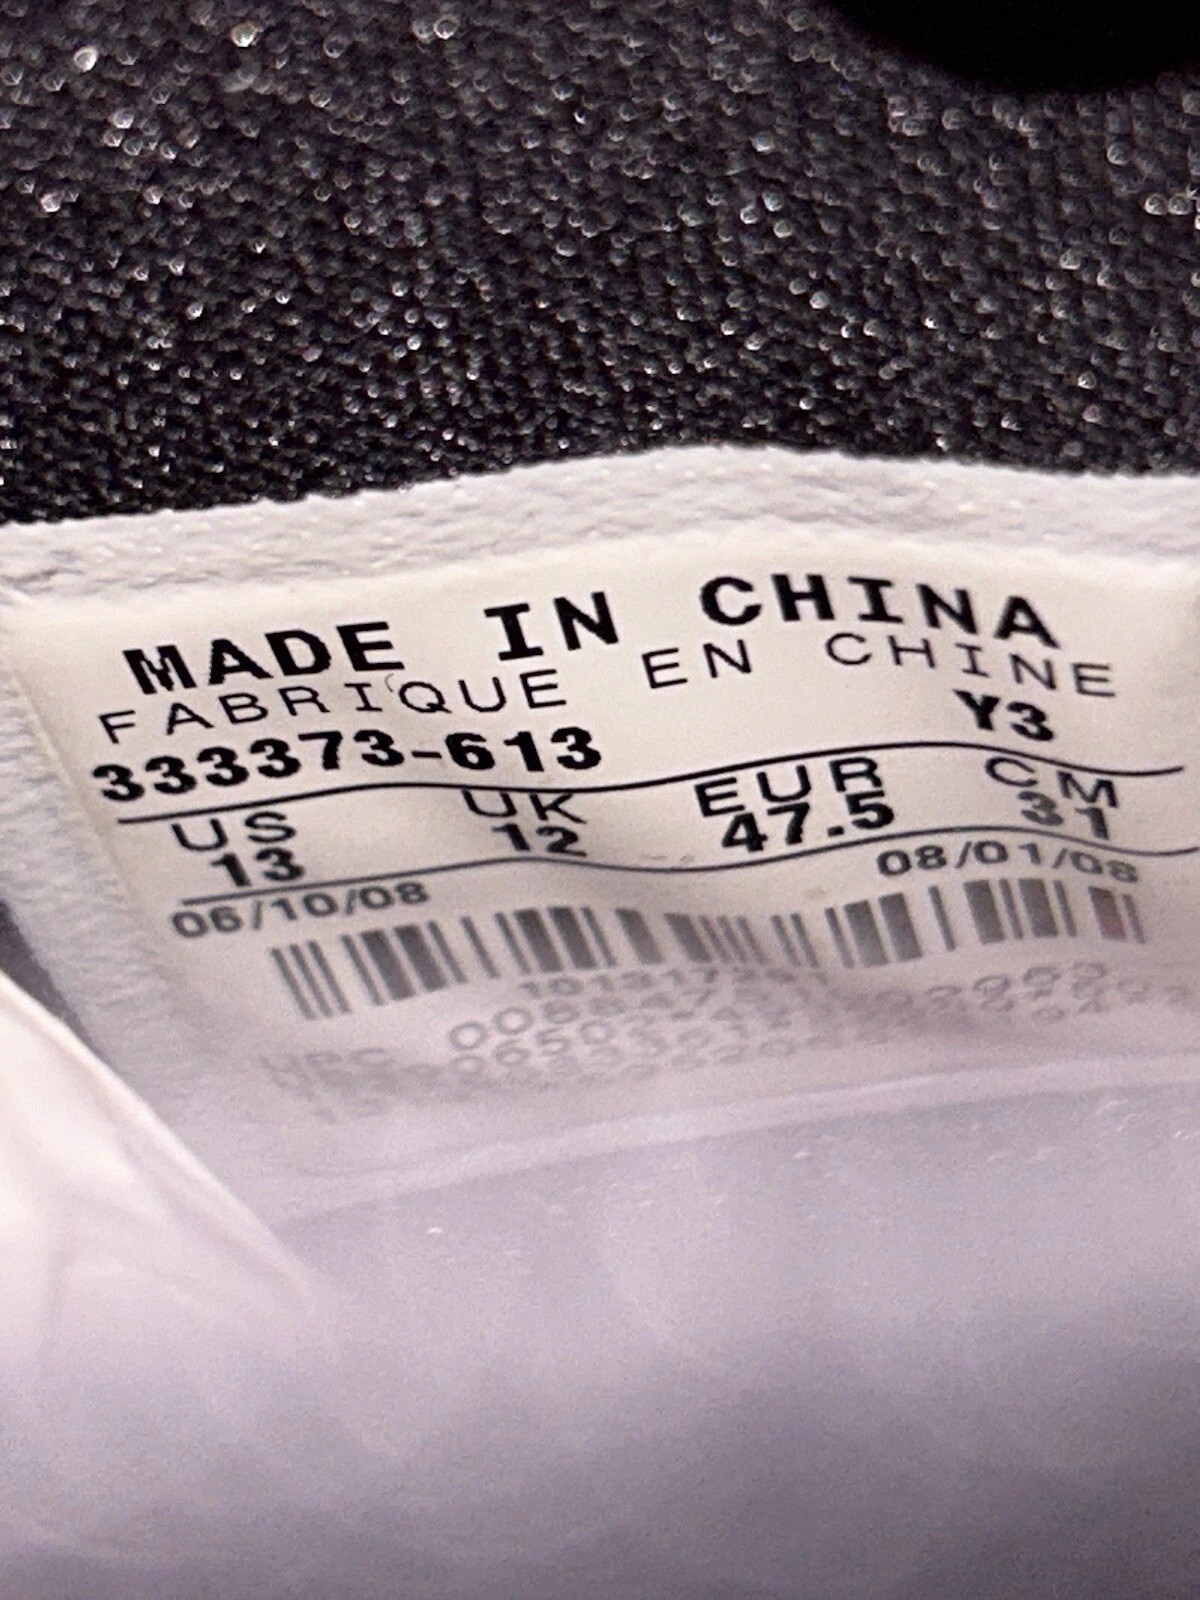 MADE IN CHINA
FABRIQUE EN CHINE
333373-613 Y3
US UK EUR CM
13 12 47.5 31
06/10/08 08/01/08